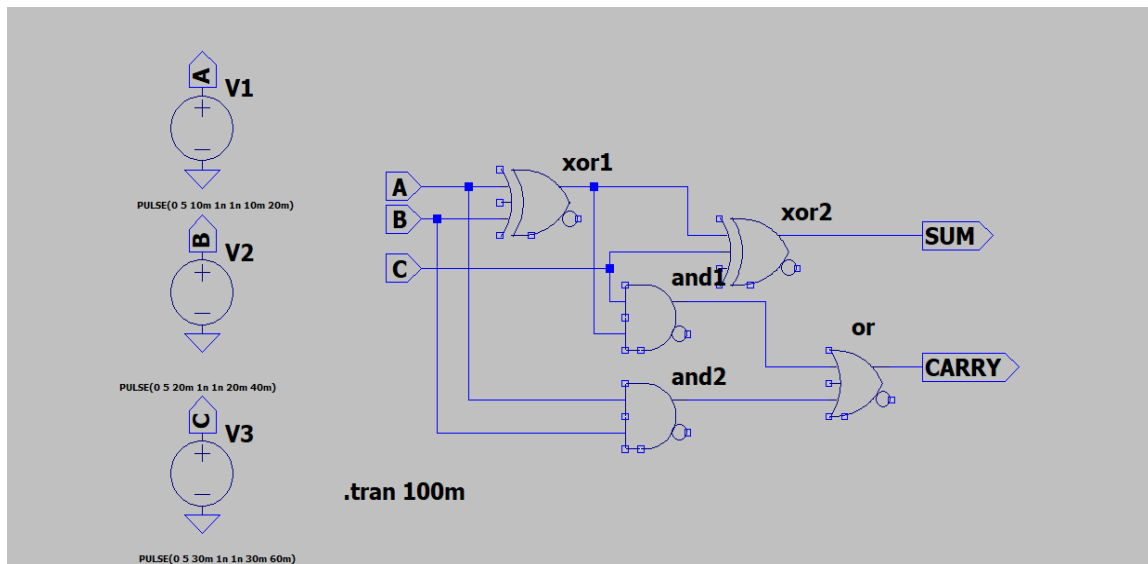 A
V1
PULSE(0 5 10m 1n 1n 10m 20m)
B
V2
PULSE(0 5 20m 1n 1n 20m 40m)
C
V3
PULSE(0 5 30m 1n 1n 30m 60m)
xor1
A
B
C
xor2
SUM
and1
or
CARRY
and2
.tran 100m